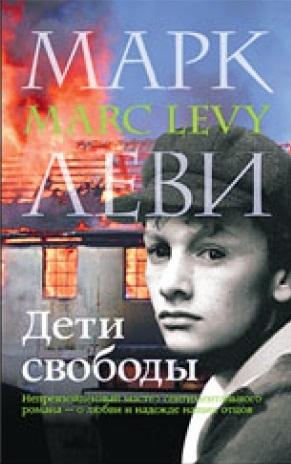 МАРК
MARC LEVY
ЛЕВИ
Дети
свободы
Непревзойденный мастер сентиментального
романа — о любви и надежде наших отцов